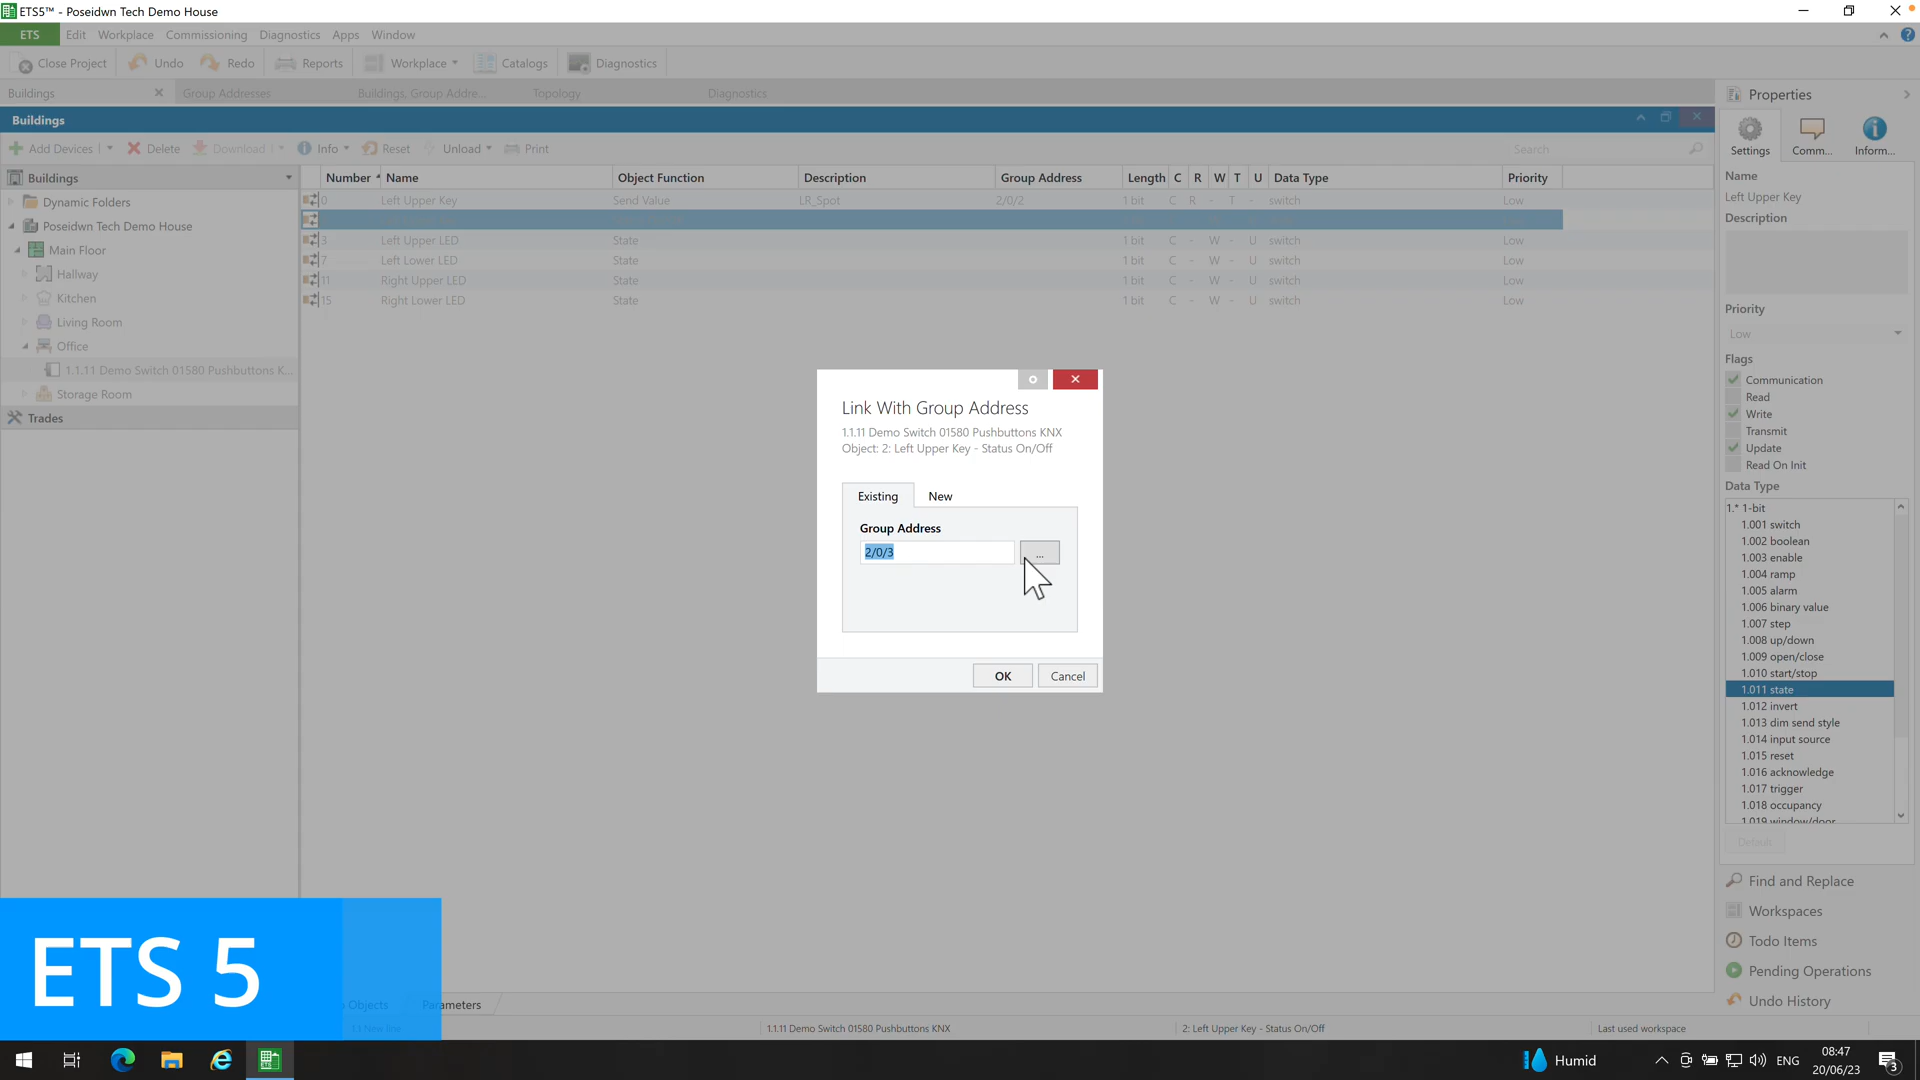 ETS5™ - Poseidwn Tech Demo House
ETS Edit Workplace Commissioning Diagnostics Apps Window
Close Project Undo Redo Reports Workplace Catalogs Diagnostics
Buildings Group Addresses Buildings, Group Addre... Topology Diagnostics
Buildings
Add Devices Delete Download Info Reset Unload Print Search
Buildings
Dynamic Folders
Poseidwn Tech Demo House
Main Floor
Hallway
Kitchen
Living Room
Office
1.1.11 Demo Switch 01580 Pushbuttons K...
Storage Room
Trades
Number Name Object Function Description Group Address Length C R W T U Data Type Priority
0 Left Upper Key Send Value LR_Spot 2/0/2 1 bit C R - T - switch Low
3 Left Upper LED State 1 bit C - W - U switch Low
7 Left Lower LED State 1 bit C - W - U switch Low
11 Right Upper LED State 1 bit C - W - U switch Low
15 Right Lower LED State 1 bit C - W - U switch Low
Link With Group Address
1.1.11 Demo Switch 01580 Pushbuttons KNX
Object: 2: Left Upper Key - Status On/Off
Existing New
Group Address
2/0/3 ...
OK Cancel
Properties
Settings Comm... Inform...
Name
Left Upper Key
Description
Priority
Low
Flags
Communication
Read
Write
Transmit
Update
Read On Init
Data Type
1.* 1-bit
1.001 switch
1.002 boolean
1.003 enable
1.004 ramp
1.005 alarm
1.006 binary value
1.007 step
1.008 up/down
1.009 open/close
1.010 start/stop
1.011 state
1.012 invert
1.013 dim send style
1.014 input source
1.015 reset
1.016 acknowledge
1.017 trigger
1.018 occupancy
1.019 window/door
Default
Find and Replace
Workspaces
Todo Items
Pending Operations
Undo History
ETS 5
Objects Parameters
1.1 New line 1.1.11 Demo Switch 01580 Pushbuttons KNX 2: Left Upper Key - Status On/Off Last used workspace
Humid ENG 08:47
20/06/23 3